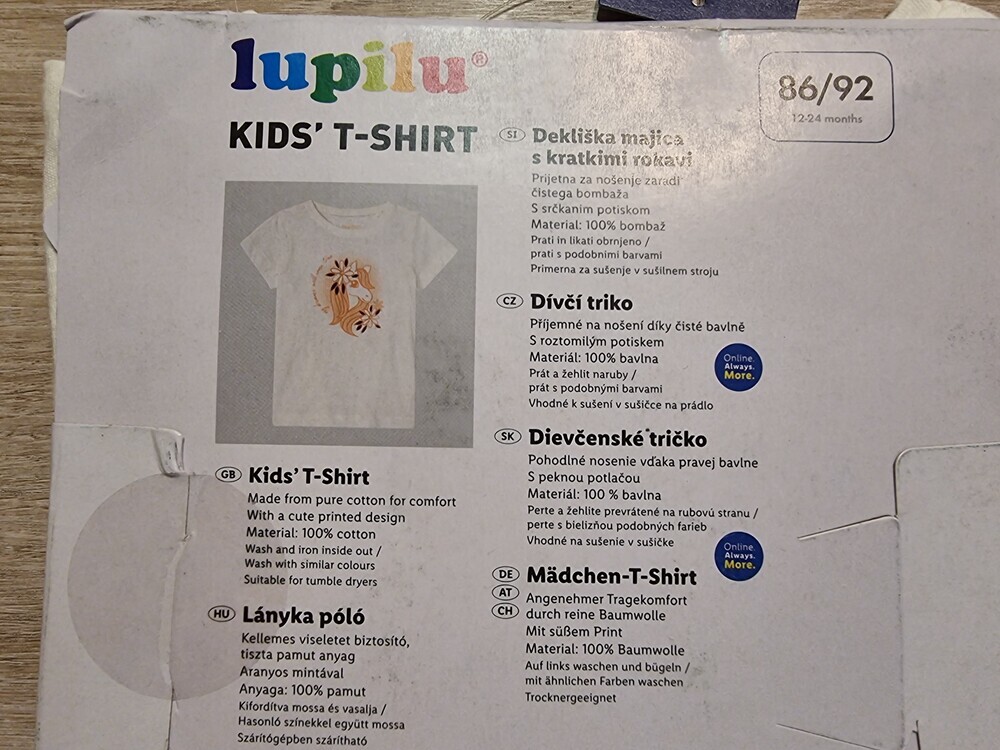 lupilu®
KIDS' T-SHIRT
86/92
12-24 months
GB Kids' T-Shirt
Made from pure cotton for comfort
With a cute printed design
Material: 100% cotton
Wash and iron inside out /
Wash with similar colours
Suitable for tumble dryers
HU Lányka póló
Kellemes viseletet biztosító,
tiszta pamut anyag
Aranyos mintával
Anyaga: 100% pamut
Kifordítva mossa és vasalja /
Hasonló színekkel együtt mossa
Szárítógépben szárítható
SI Dekliška majica
s kratkimi rokavi
Prijetna za nošenje zaradi
čistega bombaža
S srčkanim potiskom
Material: 100% bombaž
Prati in likati obrnjeno /
prati s podobnimi barvami
Primerna za sušenje v sušilnem stroju
CZ Dívčí triko
Příjemné na nošení díky čisté bavlně
S roztomilým potiskem
Materiál: 100% bavlna
Prát a žehlit naruby /
prát s podobnými barvami
Vhodné k sušení v sušičce na prádlo
Online.
Always.
More.
SK Dievčenské tričko
Pohodlné nosenie vďaka pravej bavlne
S peknou potlačou
Materiál: 100 % bavlna
Perte a žehlite prevrátené na rubovú stranu /
perte s bielizňou podobných farieb
Vhodné na sušenie v sušičke
Online.
Always.
More.
DE AT CH Mädchen-T-Shirt
Angenehmer Tragekomfort
durch reine Baumwolle
Mit süßem Print
Material: 100% Baumwolle
Auf links waschen und bügeln /
mit ähnlichen Farben waschen
Trocknergeeignet